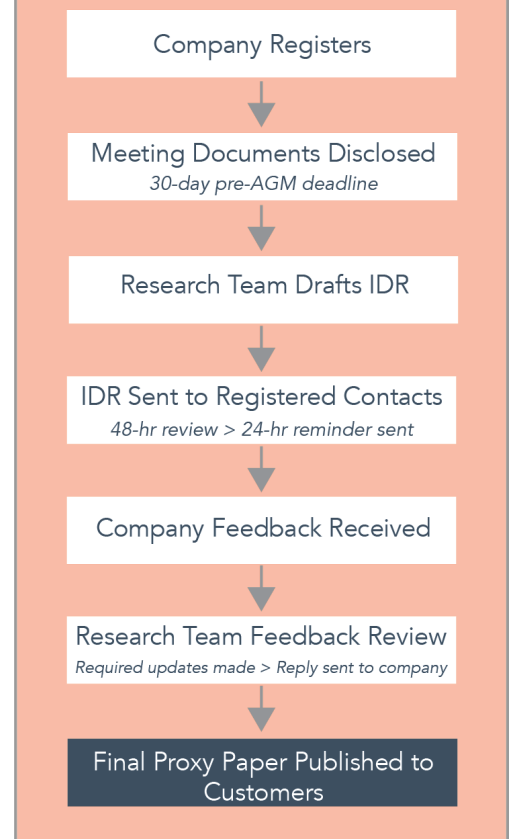 Company Registers
Meeting Documents Disclosed
30-day pre-AGM deadline
Research Team Drafts IDR
IDR Sent to Registered Contacts
48-hr review > 24-hr reminder sent
Company Feedback Received
Research Team Feedback Review
Required updates made > Reply sent to company
Final Proxy Paper Published to
Customers